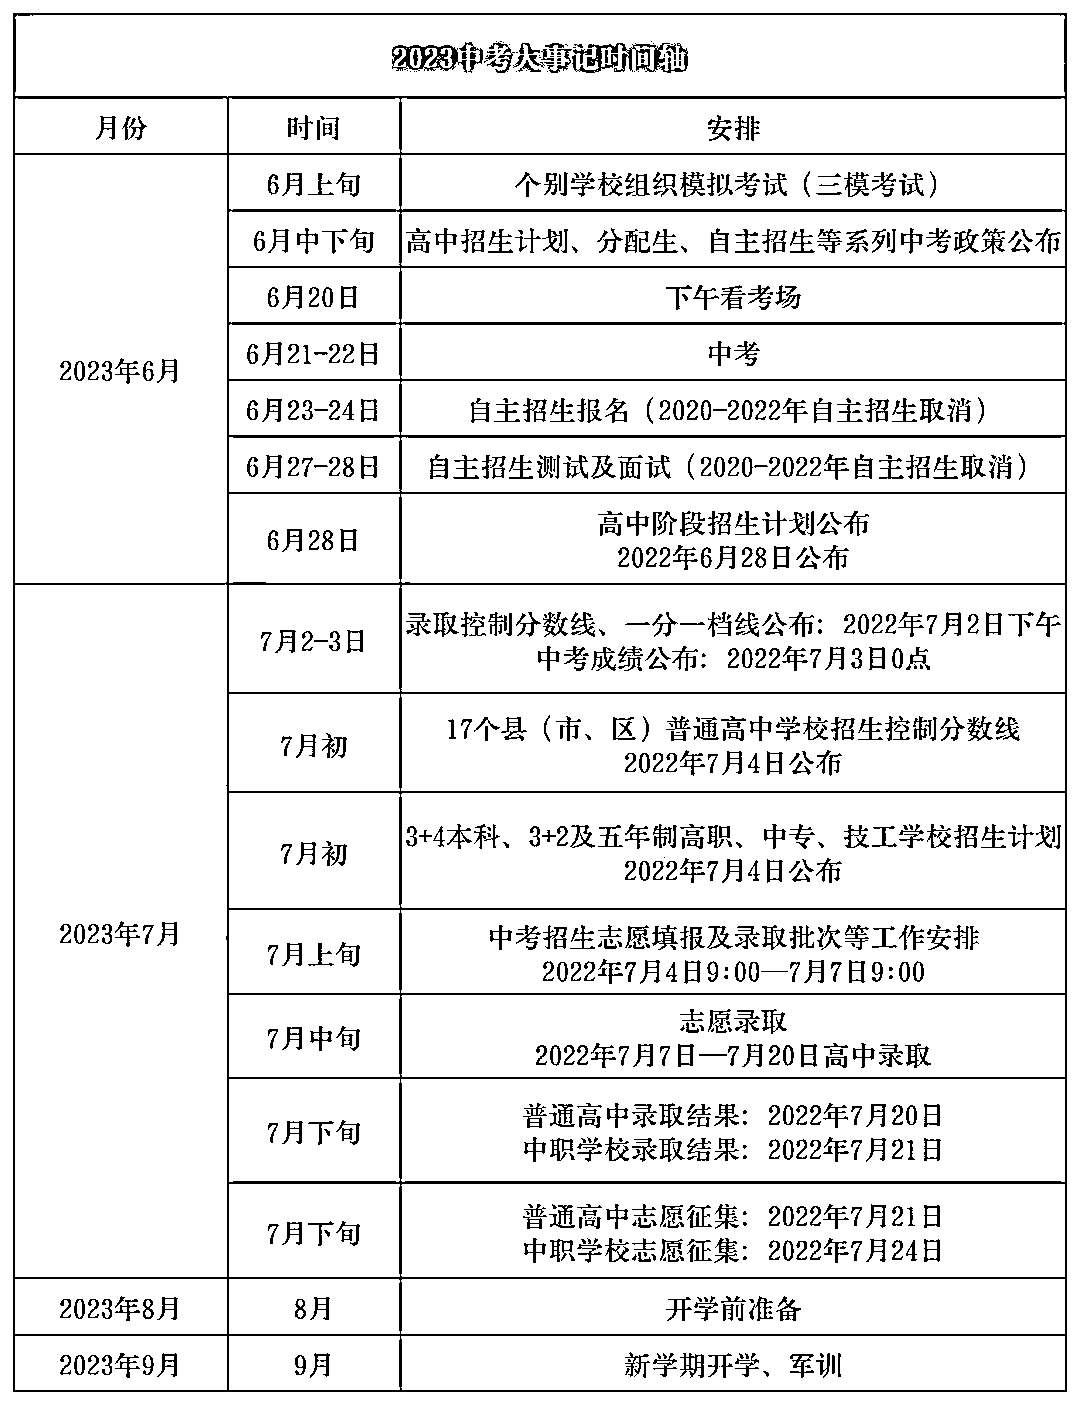 2023中考大事记时间轴
月份 时间 安排
2023年6月
6月上旬 个别学校组织模拟考试（三模考试）
6月中下旬 高中招生计划、分配生、自主招生等系列中考政策公布
6月20日 下午看考场
6月21-22日 中考
6月23-24日 自主招生报名（2020-2022年自主招生取消）
6月27-28日 自主招生测试及面试（2020-2022年自主招生取消）
6月28日 高中阶段招生计划公布
2022年6月28日公布
2023年7月
7月2-3日 录取控制分数线、一分一档线公布：2022年7月2日下午
中考成绩公布：2022年7月3日0点
7月初 17个县（市、区）普通高中学校招生控制分数线
2022年7月4日公布
7月初 3+4本科、3+2及五年制高职、中专、技工学校招生计划
2022年7月4日公布
7月上旬 中考招生志愿填报及录取批次等工作安排
2022年7月4日9:00—7月7日9:00
7月中旬 志愿录取
2022年7月7日—7月20日高中录取
7月下旬 普通高中录取结果：2022年7月20日
中职学校录取结果：2022年7月21日
7月下旬 普通高中志愿征集：2022年7月21日
中职学校志愿征集：2022年7月24日
2023年8月 8月 开学前准备
2023年9月 9月 新学期开学、军训